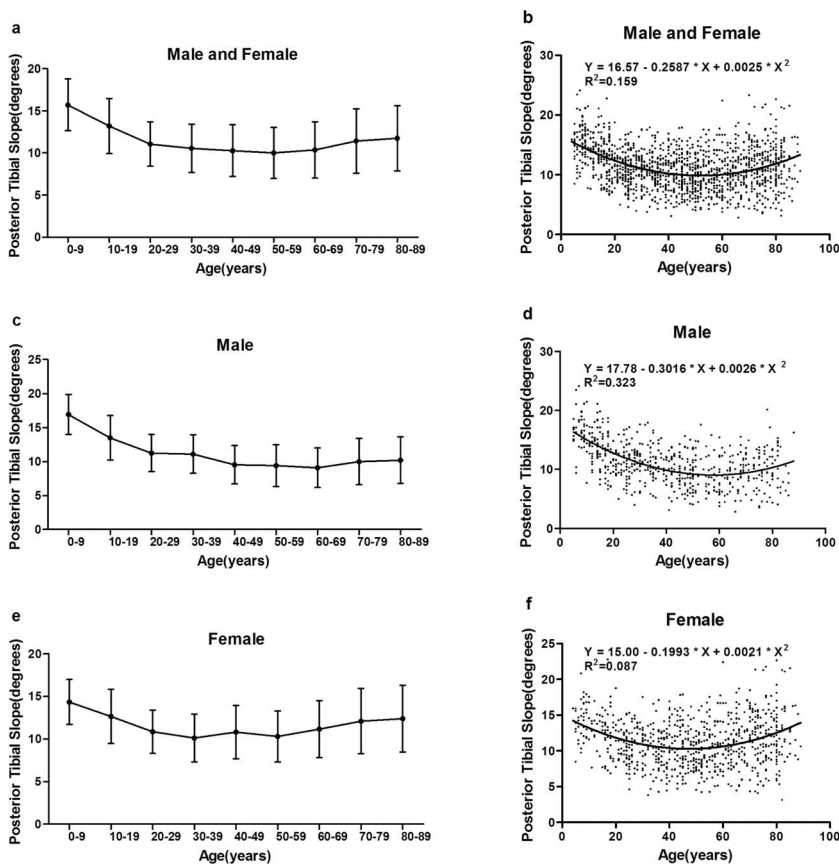 a
Male and Female
Posterior Tibial Slope(degrees)
20
15
10
5
0
0-9 10-19 20-29 30-39 40-49 50-59 60-69 70-79 80-89
Age(years)
b
Male and Female
Y = 16.57 - 0.2587 * X + 0.0025 * X²
R²=0.159
Posterior Tibial Slope(degrees)
30
20
10
0
0 20 40 60 80 100
Age(years)
c
Male
Posterior Tibial Slope(degrees)
25
20
15
10
5
0
0-9 10-19 20-29 30-39 40-49 50-59 60-69 70-79 80-89
Age(years)
d
Male
Y = 17.78 - 0.3016 * X + 0.0026 * X²
R²=0.323
Posterior Tibial Slope(degrees)
30
20
10
0
0 20 40 60 80 100
Age(years)
e
Female
Posterior Tibial Slope(degrees)
20
15
10
5
0
0-9 10-19 20-29 30-39 40-49 50-59 60-69 70-79 80-89
Age(years)
f
Female
Y = 15.00 - 0.1993 * X + 0.0021 * X²
R²=0.087
Posterior Tibial Slope(degrees)
25
20
15
10
5
0
0 20 40 60 80 100
Age(years)